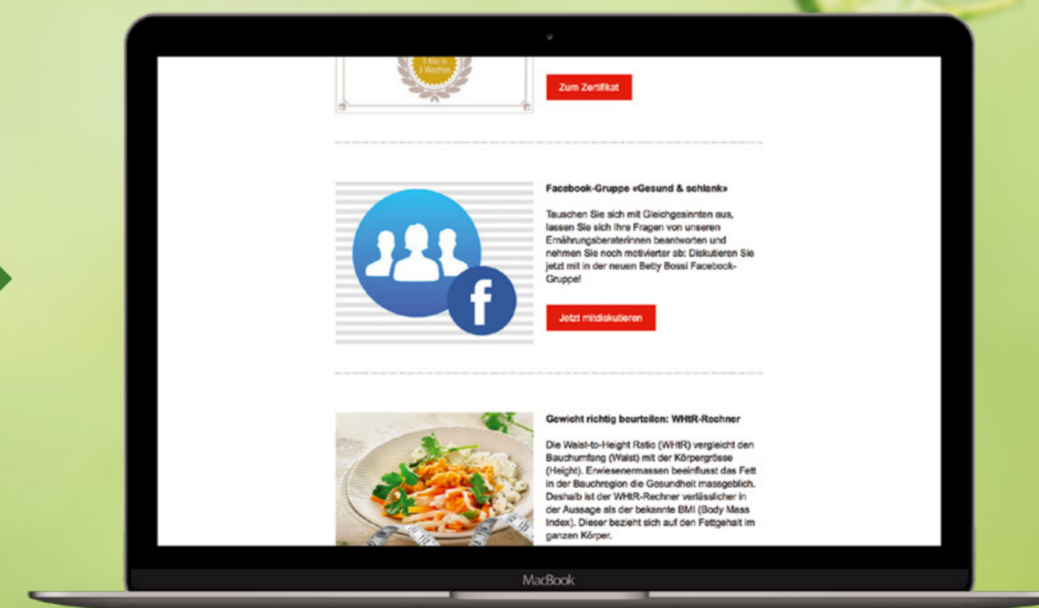 3 Kilo in
3 Wochen
Zum Zertifikat
Facebook-Gruppe «Gesund & schlank»
Tauschen Sie sich mit Gleichgesinnten aus,
lassen Sie sich Ihre Fragen von unseren
Ernährungsberaterinnen beantworten und
nehmen Sie noch motivierter ab: Diskutieren Sie
jetzt mit in der neuen Betty Bossi Facebook-
Gruppe!
f
Jetzt mitdiskutieren
Gewicht richtig beurteilen: WHtR-Rechner
Die Waist-to-Height Ratio (WHtR) vergleicht den
Bauchumfang (Waist) mit der Körpergrösse
(Height). Erwiesenermassen beeinflusst das Fett
in der Bauchregion die Gesundheit massgeblich.
Deshalb ist der WHtR-Rechner verlässlicher in
der Aussage als der bekannte BMI (Body Mass
Index). Dieser bezieht sich auf den Fettgehalt im
ganzen Körper.
MacBook